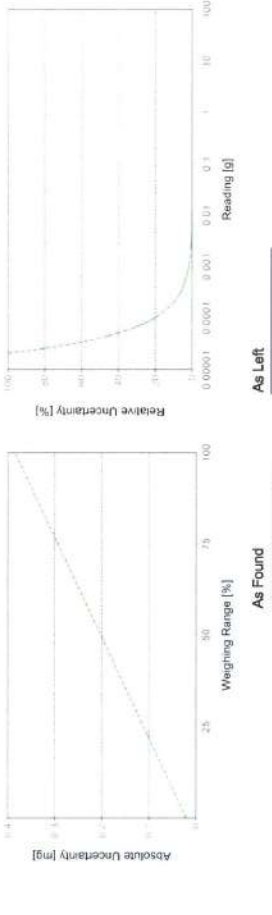 Absolute Uncertainty [mg]
25
50
75
100
Weighing Range [%]
As Found
Relative Uncertainty [%]
0.00001
0.0001
0.001
0.01
0.1
1
10
100
Reading [g]
As Left